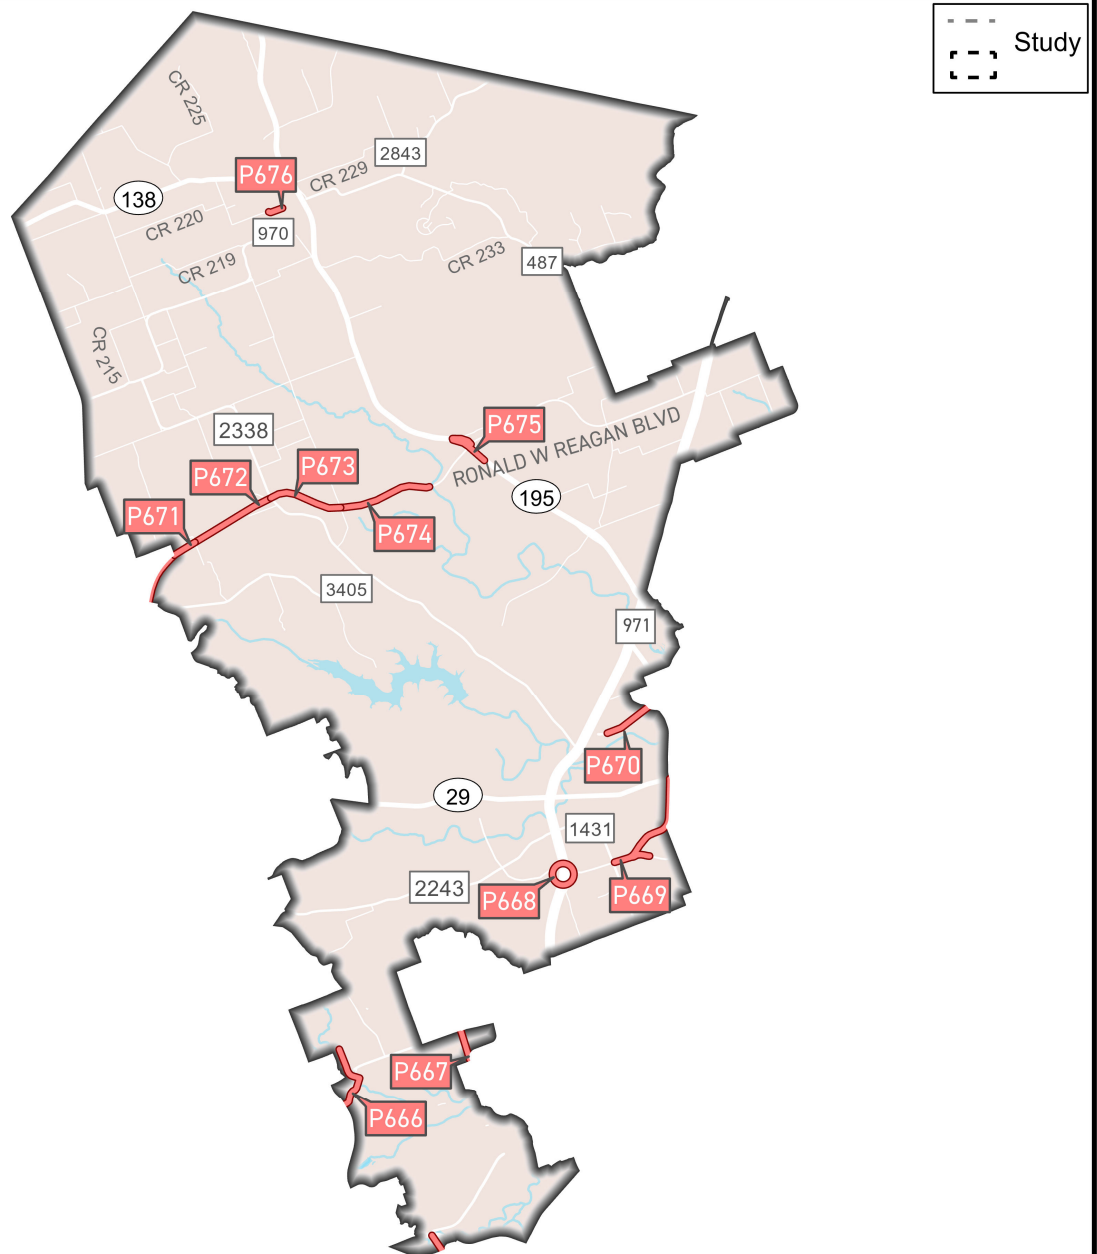 Study
CR 225
2843
P676
CR 229
138
CR 220
970
CR 219
CR 233
487
CR 215
P675
RONALD W REAGAN BLVD
2338
P673
P672
195
P671
P674
3405
971
P670
29
1431
2243
P668
P669
P667
P666